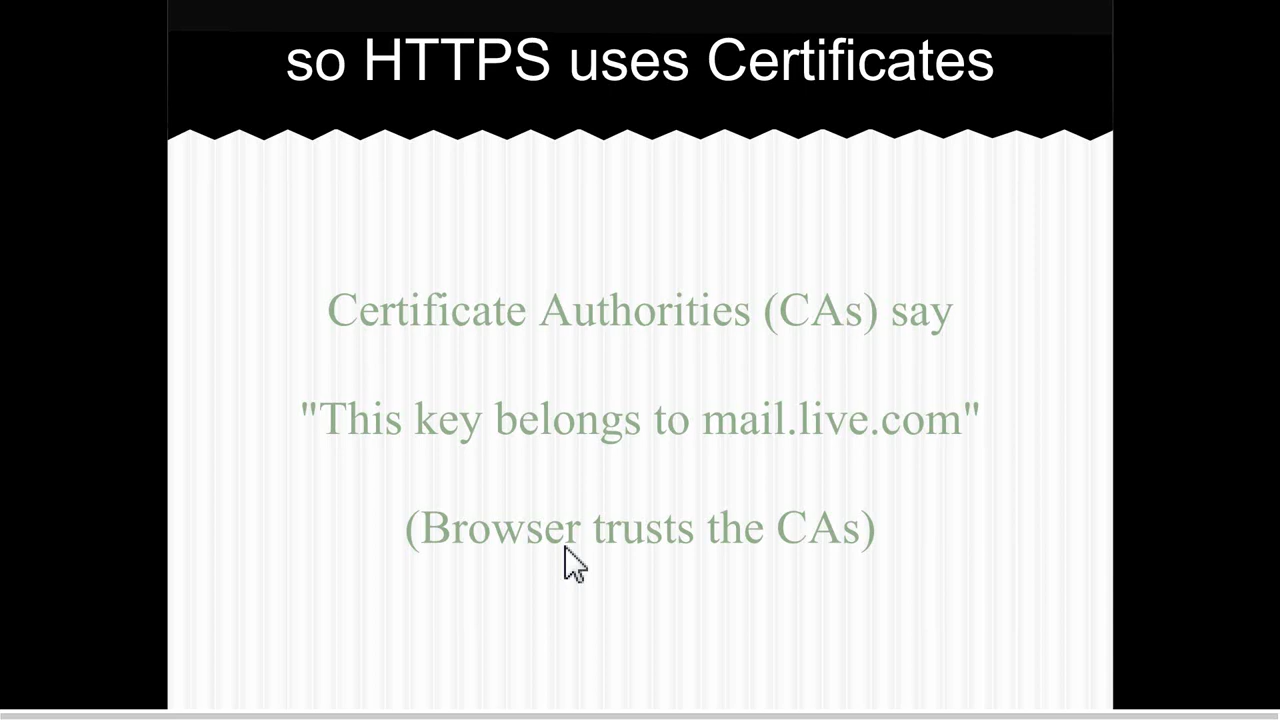 so HTTPS uses Certificates
Certificate Authorities (CAs) say
"This key belongs to mail.live.com"
(Browser trusts the CAs)